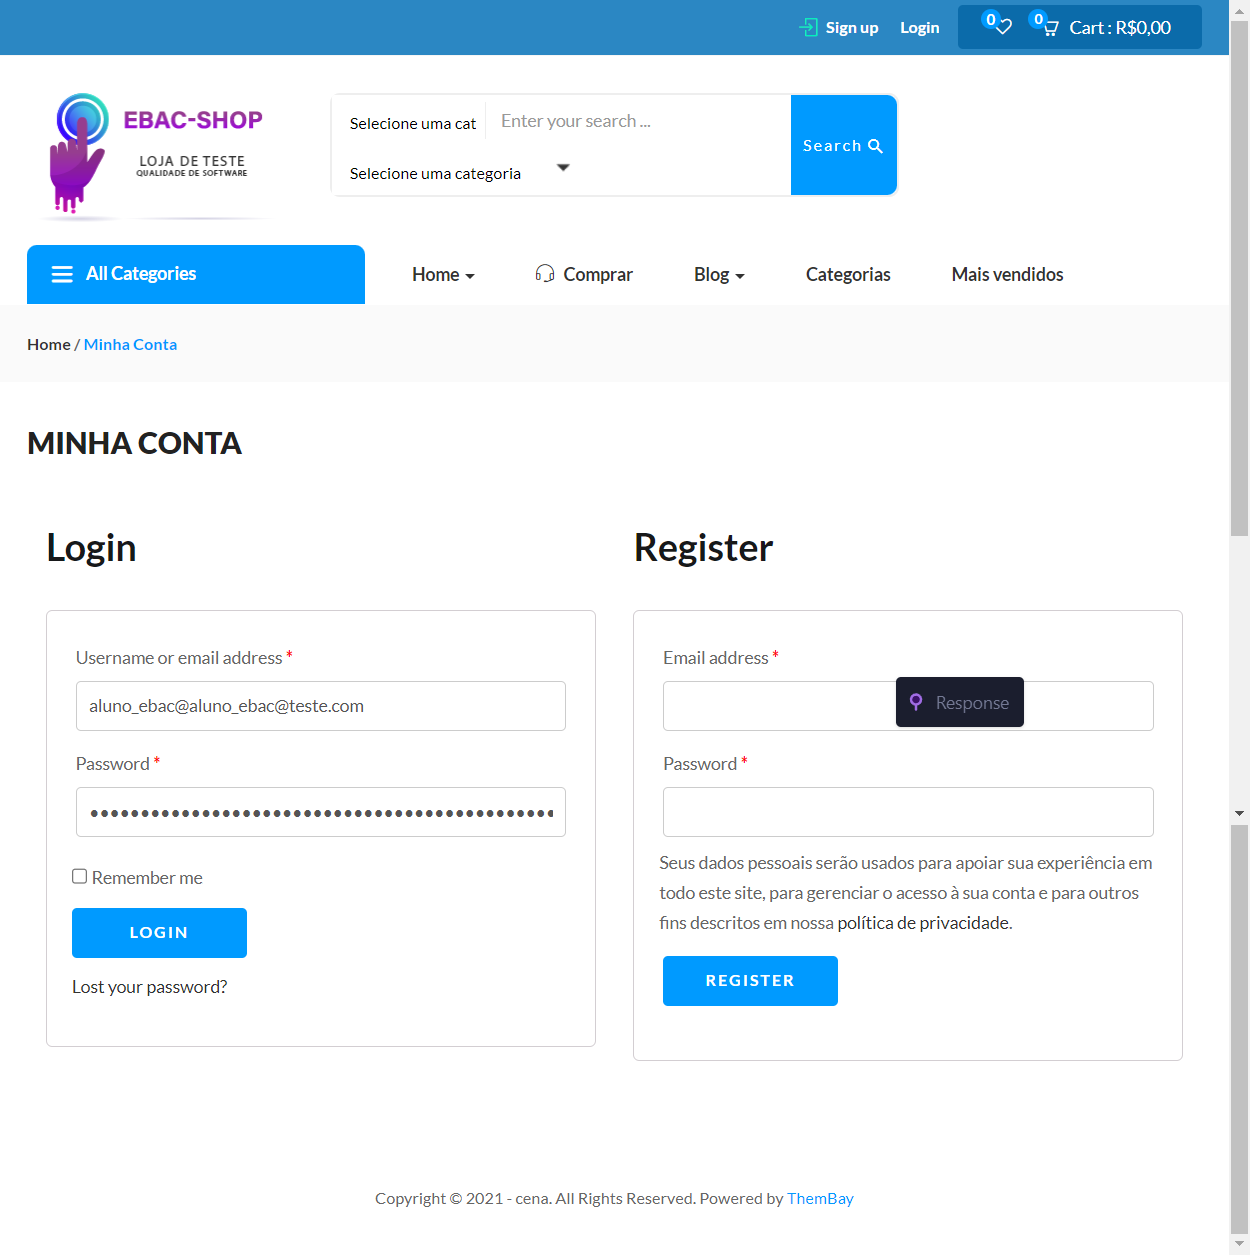 Sign up
Login
0
0
Cart : R$0,00
EBAC-SHOP
LOJA DE TESTE
QUALIDADE DE SOFTWARE
Selecione uma cat
Enter your search ...
Search
Selecione uma categoria
All Categories
Home
Comprar
Blog
Categorias
Mais vendidos
Home / Minha Conta
MINHA CONTA
Login
Username or email address *
aluno_ebac@aluno_ebac@teste.com
Password *
Remember me
LOGIN
Lost your password?
Register
Email address *
Response
Password *
Seus dados pessoais serão usados para apoiar sua experiência em
todo este site, para gerenciar o acesso à sua conta e para outros
fins descritos em nossa política de privacidade.
REGISTER
Copyright © 2021 - cena. All Rights Reserved. Powered by ThemBay